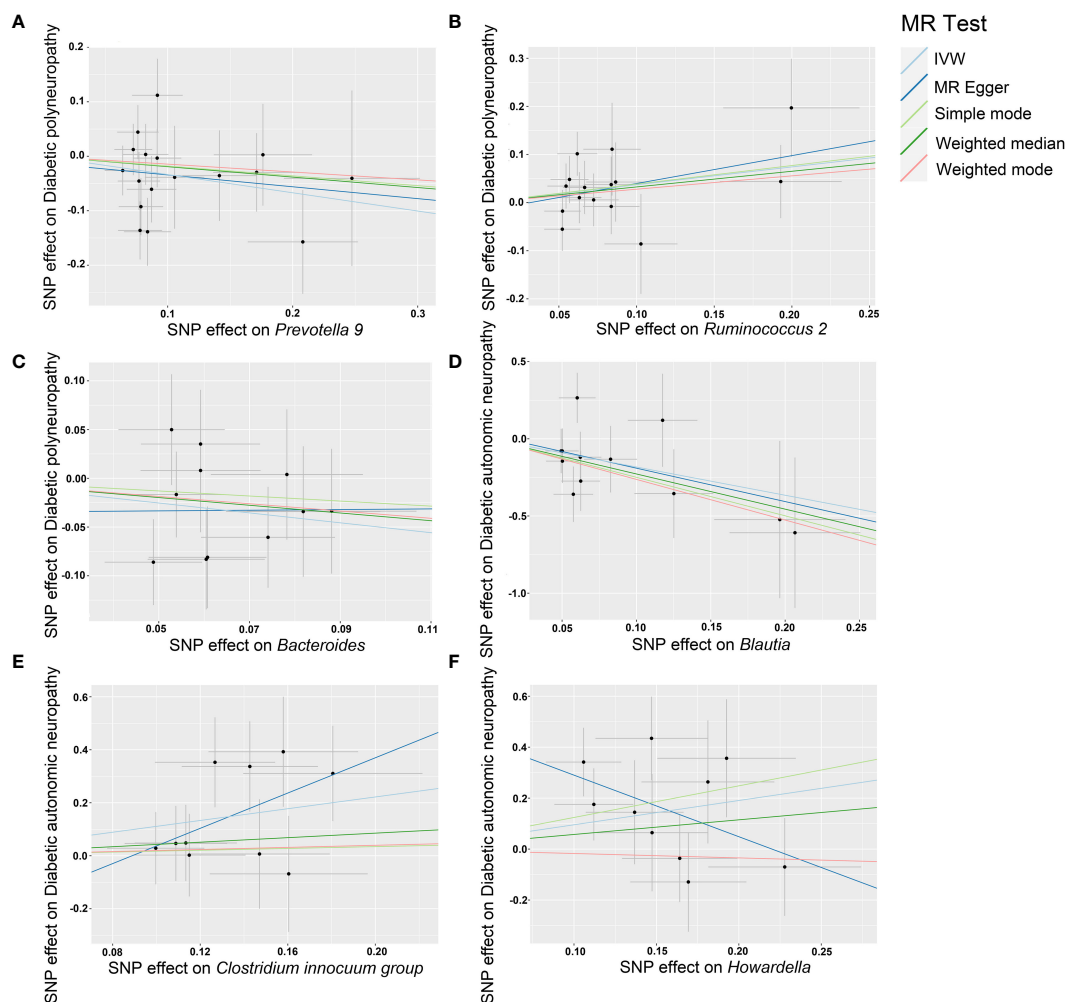 A
SNP effect on Diabetic polyneuropathy
0.2
0.1
0.0
-0.1
-0.2
0.1
0.2
0.3
SNP effect on Prevotella 9
B
SNP effect on Diabetic polyneuropathy
0.3
0.2
0.1
0.0
-0.1
-0.2
0.05
0.10
0.15
0.20
0.25
SNP effect on Ruminococcus 2
MR Test
IVW
MR Egger
Simple mode
Weighted median
Weighted mode
C
SNP effect on Diabetic polyneuropathy
0.10
0.05
0.00
-0.05
-0.10
0.05
0.07
0.09
0.11
SNP effect on Bacteroides
D
SNP effect on Diabetic autonomic neuropathy
0.5
0.0
-0.5
-1.0
0.05
0.10
0.15
0.20
0.25
SNP effect on Blautia
E
SNP effect on Diabetic autonomic neuropathy
0.6
0.4
0.2
0.0
-0.2
0.08
0.12
0.16
0.20
SNP effect on Clostridium innocuum group
F
SNP effect on Diabetic autonomic neuropathy
0.6
0.4
0.2
0.0
-0.2
0.10
0.15
0.20
0.25
SNP effect on Howardella